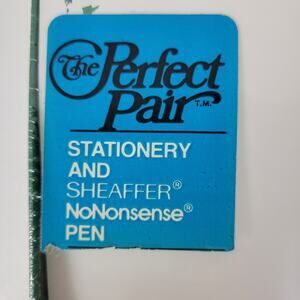 The Perfect
Pair T.M.
STATIONERY
AND
SHEAFFER®
NoNonsense®
PEN